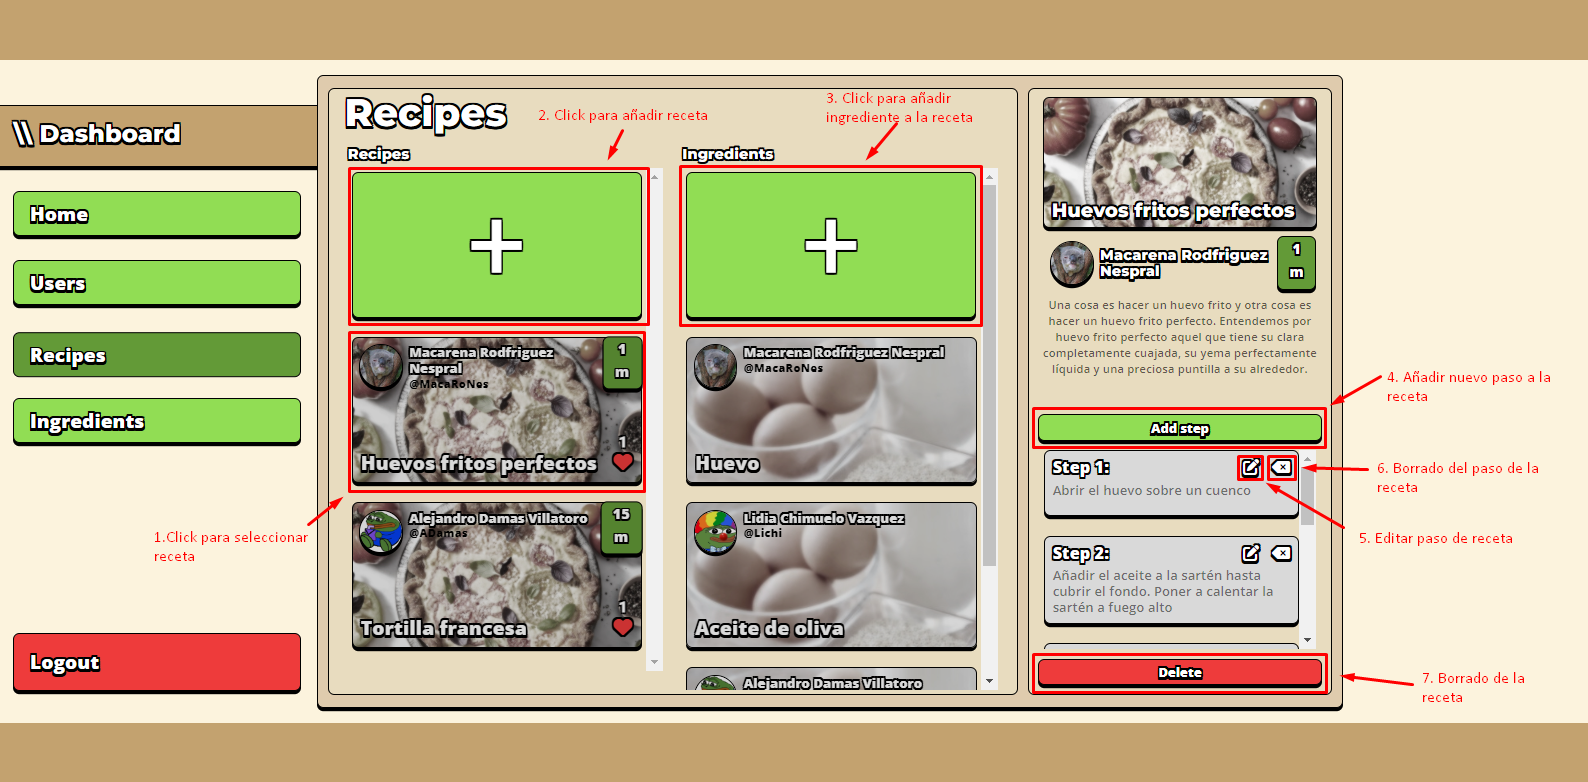 \\ Dashboard
Home
Users
Recipes
Ingredients
Logout
Recipes
2. Click para añadir receta
3. Click para añadir
ingrediente a la receta
Recipes
Ingredients
Macarena Rodfriguez
Nespral
@MacaRoNes
1
m
1
Huevos fritos perfectos
Alejandro Damas Villatoro
@ADamas
15
m
1
Tortilla francesa
1.Click para seleccionar
receta
Macarena Rodfriguez Nespral
@MacaRoNes
Huevo
Lidia Chimuelo Vazquez
@Lichi
Aceite de oliva
Alejandro Damas Villatoro
Huevos fritos perfectos
Macarena Rodfriguez
Nespral
1
m
Una cosa es hacer un huevo frito y otra cosa es
hacer un huevo frito perfecto. Entendemos por
huevo frito perfecto aquel que tiene su clara
completamente cuajada, su yema perfectamente
líquida y una preciosa puntilla a su alrededor.
Add step
4. Añadir nuevo paso a la
receta
Step 1:
Abrir el huevo sobre un cuenco
6. Borrado del paso de la
receta
5. Editar paso de receta
Step 2:
Añadir el aceite a la sartén hasta
cubrir el fondo. Poner a calentar la
sartén a fuego alto
Delete
7. Borrado de la
receta